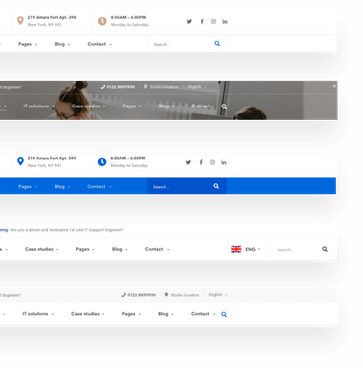 219 Amara Fort Apt. 394 8:00AM - 6:00PM
New York, NY 941 Monday to Saturday
Pages Blog Contact Search ...
t Engineer? 0122 8899900 Studio location English
IT solutions Case studies Pages Blog Contact
219 Amara Fort Apt. 394 8:00AM - 6:00PM
New York, NY 941 Monday to Saturday
Pages Blog Contact Search ...
ring: Are you a driven and motivated 1st Line IT Support Engineer?
Case studies Pages Blog Contact ENG Search ...
t Engineer? 0122 8899900 Studio location English
IT solutions Case studies Pages Blog Contact